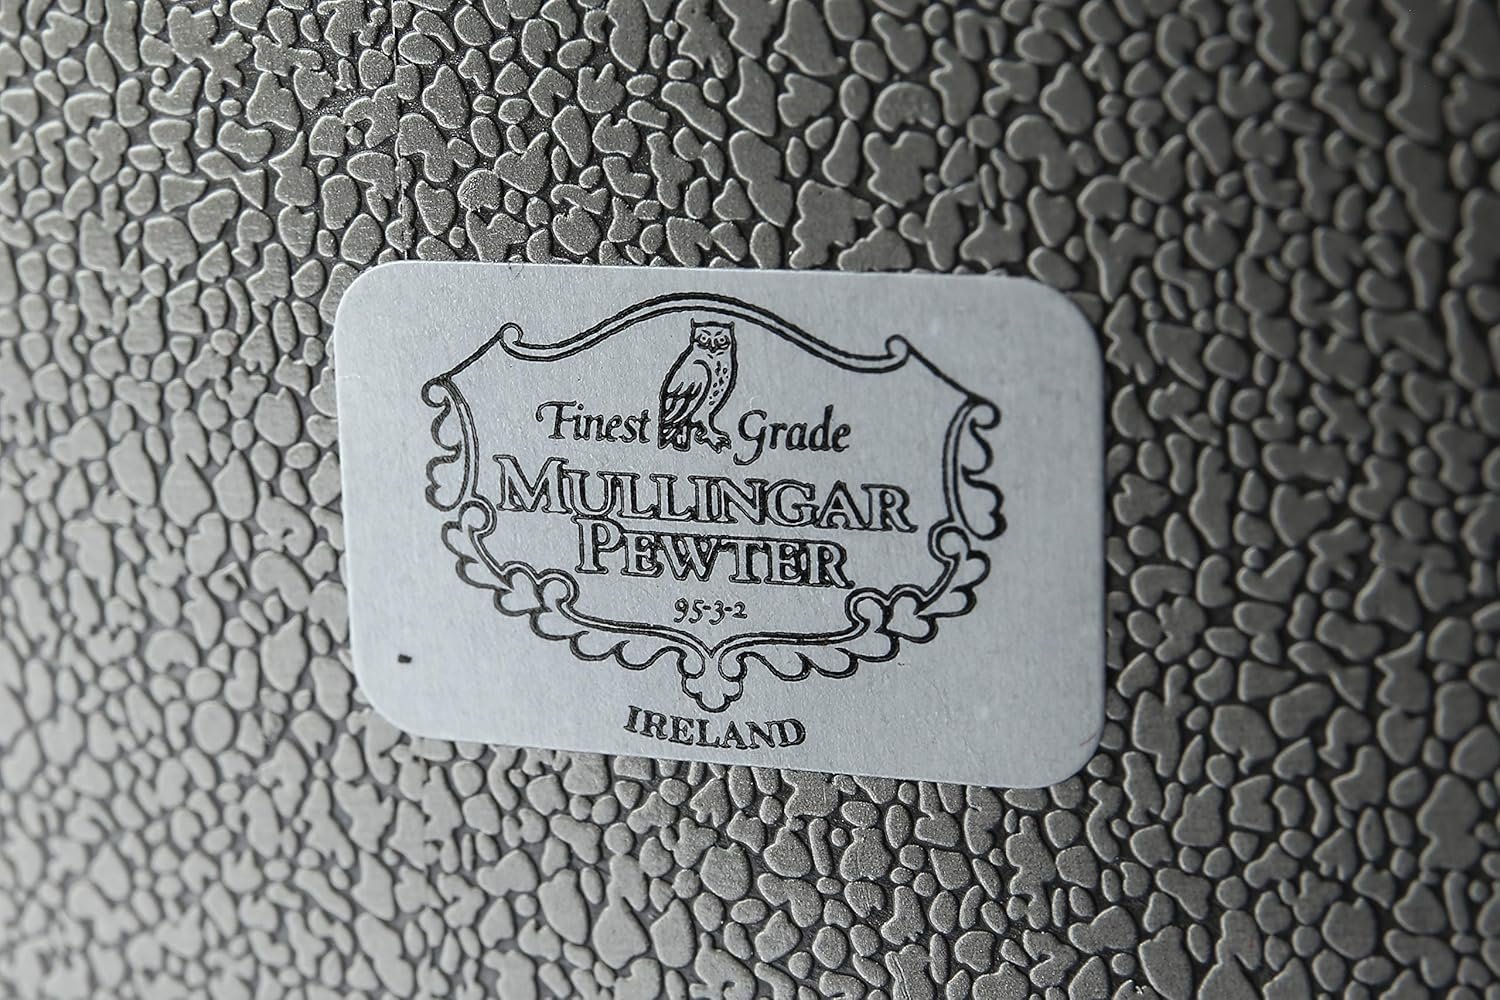 Finest Grade
MULLINGAR
PEWTER
95-3-2
IRELAND